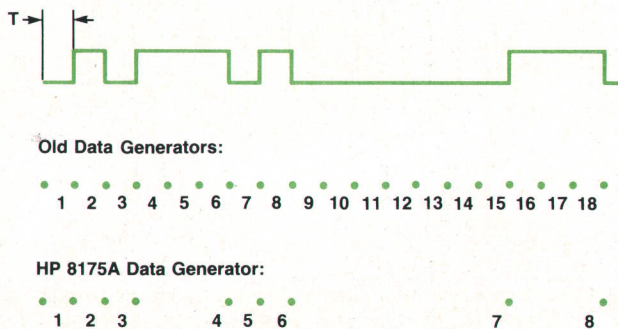 T
Old Data Generators:
1 2 3 4 5 6 7 8 9 10 11 12 13 14 15 16 17 18
HP 8175A Data Generator:
1 2 3 4 5 6 7 8